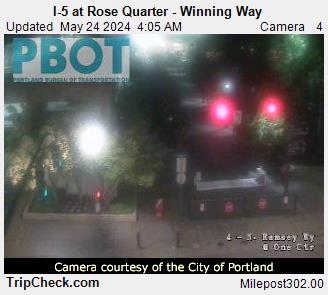 I-5 at Rose Quarter - Winning Way
Updated May 24 2024 4:05 AM Camera 4
PBOT
PORTLAND BUREAU OF TRANSPORTATION
4 - N. Ramsey Wy
@ One Ctr
Camera courtesy of the City of Portland
TripCheck.com Milepost302.00